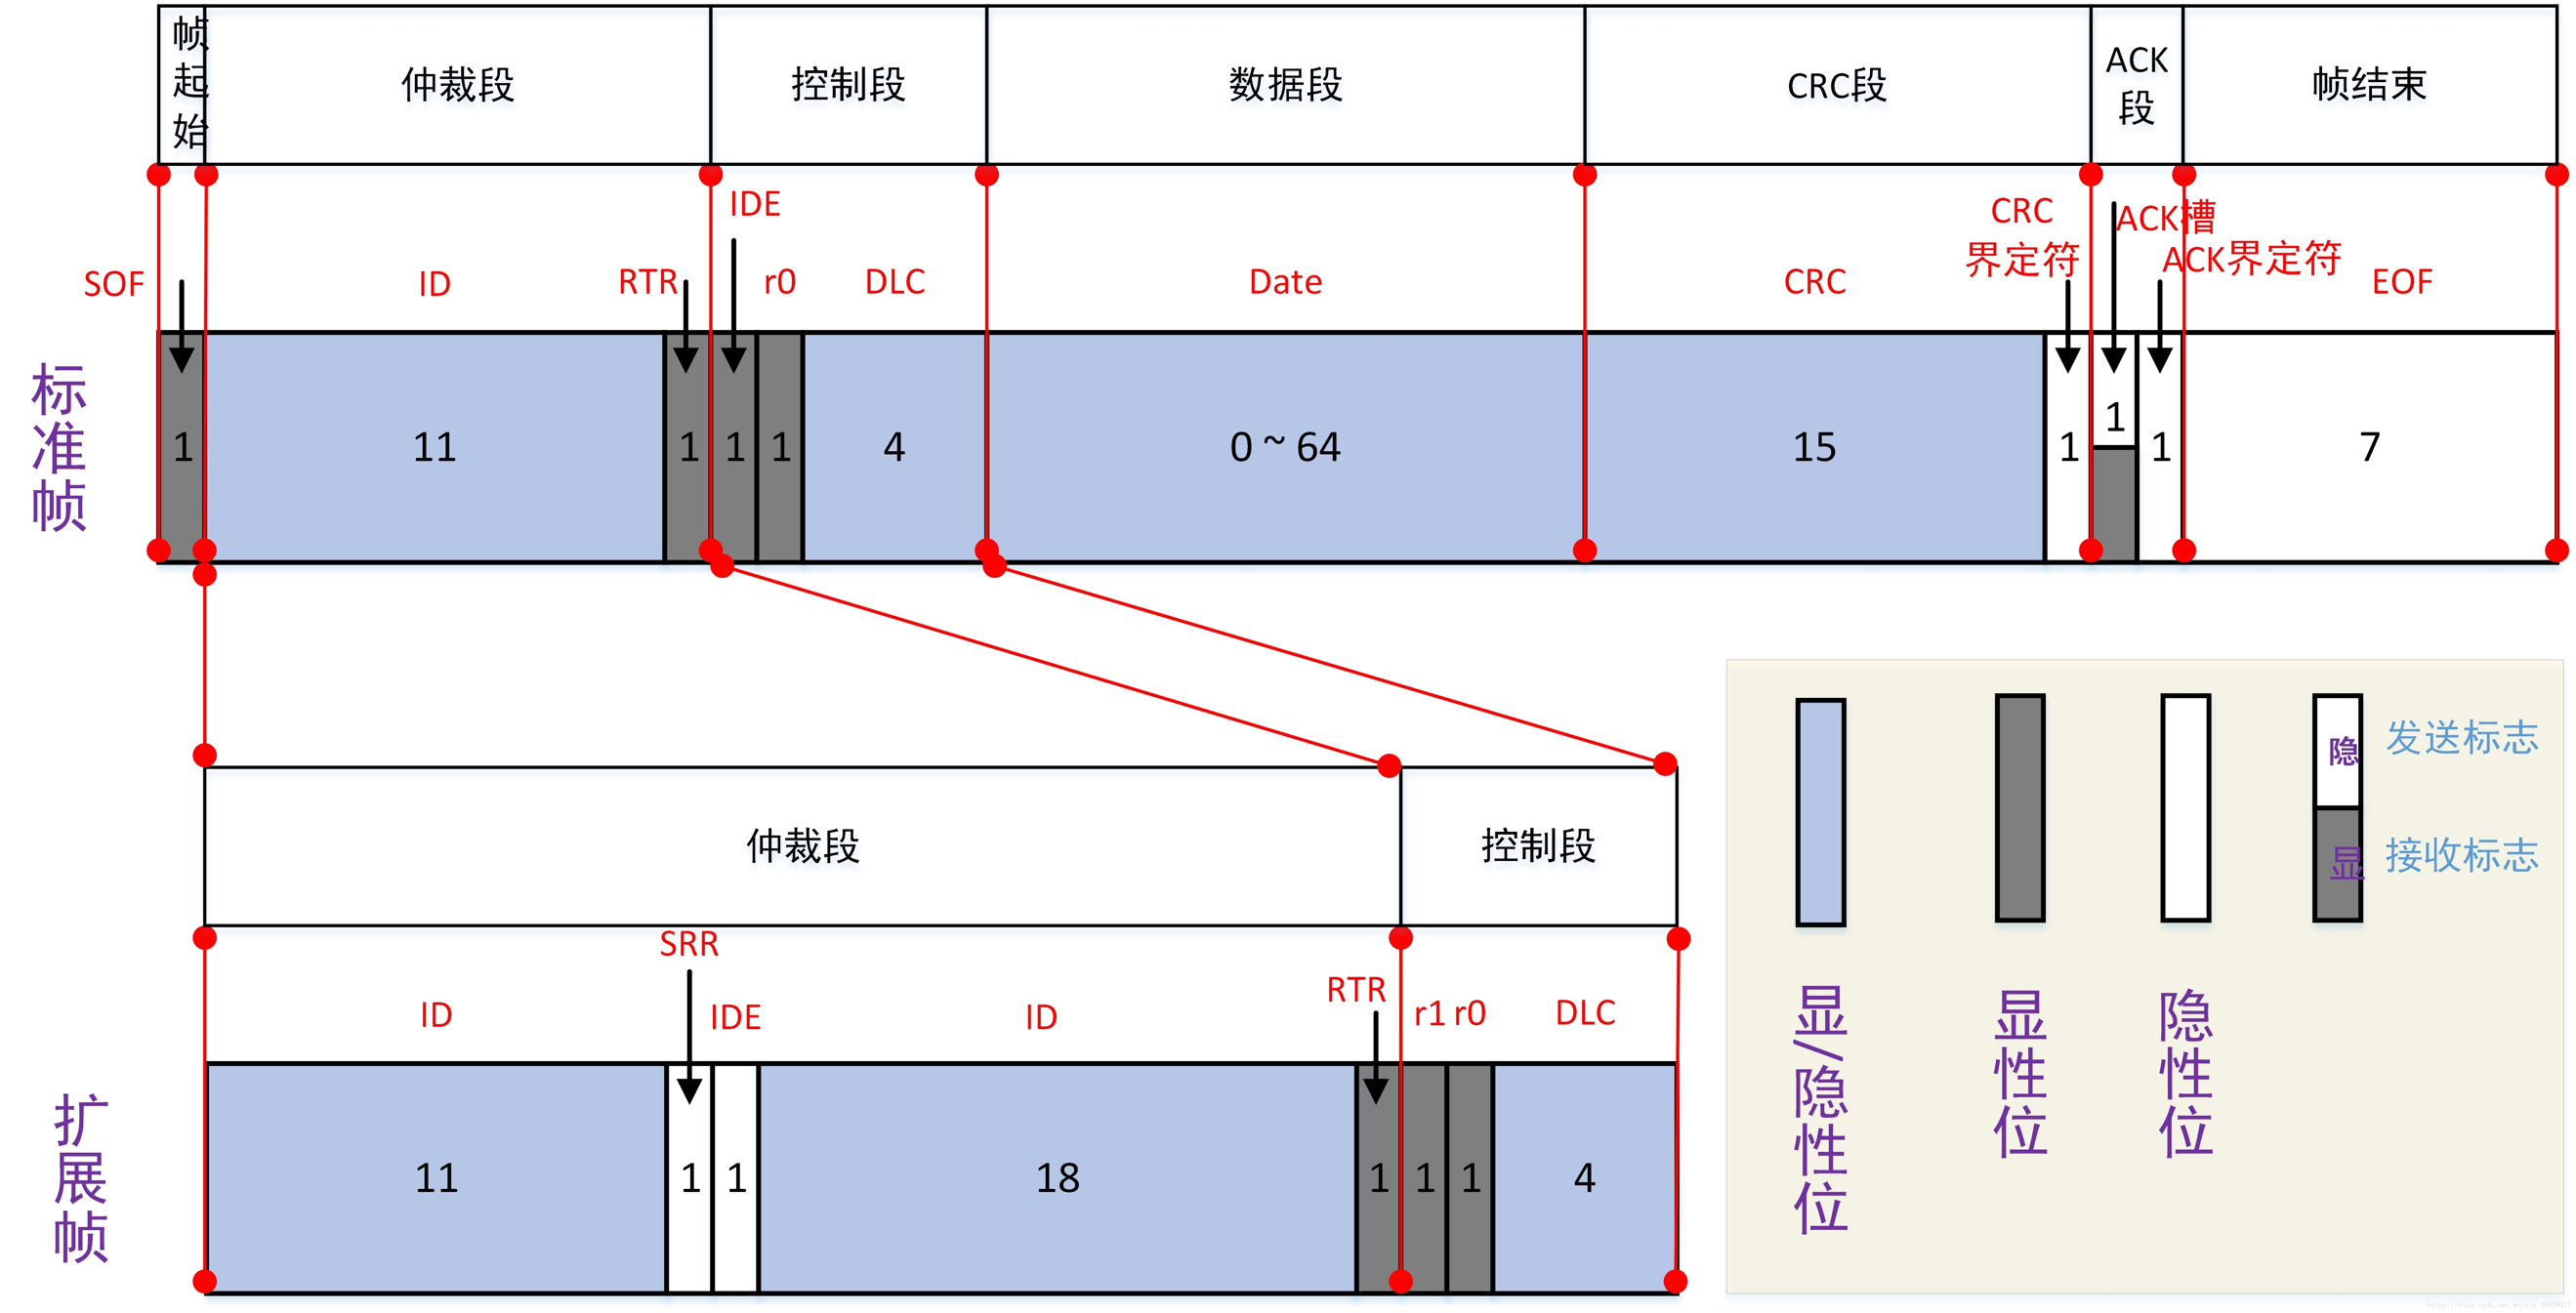 帧起始
仲裁段
控制段
数据段
CRC段
ACK段
帧结束
IDE
CRC界定符
ACK槽
ACK界定符
SOF
ID
RTR
r0
DLC
Date
CRC
EOF
标准帧
1
11
1
1
1
4
0 ~ 64
15
1
1
1
7
仲裁段
控制段
SRR
ID
IDE
ID
RTR
r1 r0
DLC
扩展帧
11
1
1
18
1
1
1
4
隐
发送标志
显
接收标志
显/隐性位
显性位
隐性位